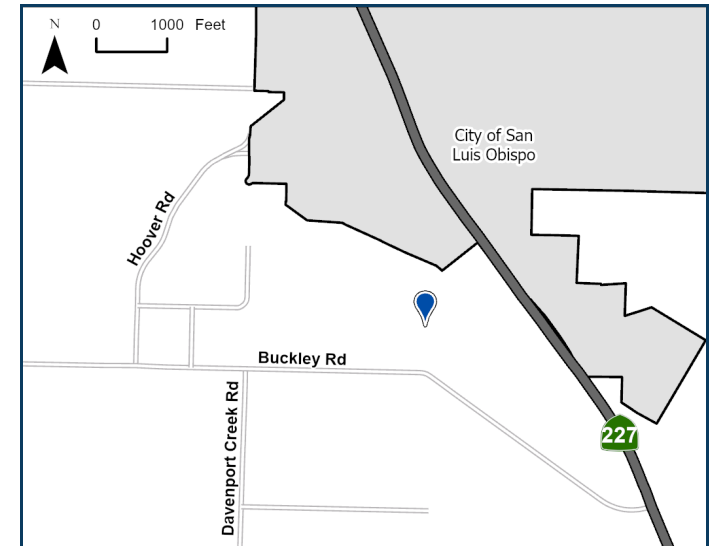 N
0 1000 Feet
City of San
Luis Obispo
Hoover Rd
Buckley Rd
Davenport Creek Rd
227